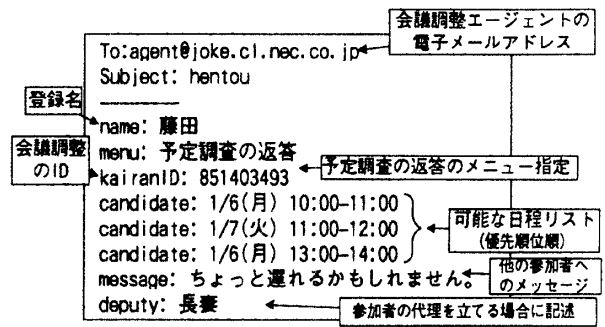 会議調整エージェントの
電子メールアドレス
To:agent@joke.cl.nec.co.jp
Subject: hentou
登録名
name: 藤田
会議調整
のID
menu: 予定調査の返答
予定調査の返答のメニュー指定
kairanID: 851403493
candidate: 1/6(月) 10:00-11:00
candidate: 1/7(火) 11:00-12:00
candidate: 1/6(月) 13:00-14:00
可能な日程リスト
(優先順位順)
message: ちょっと遅れるかもしれません。
他の参加者へ
のメッセージ
deputy: 長妻
参加者の代理を立てる場合に記述